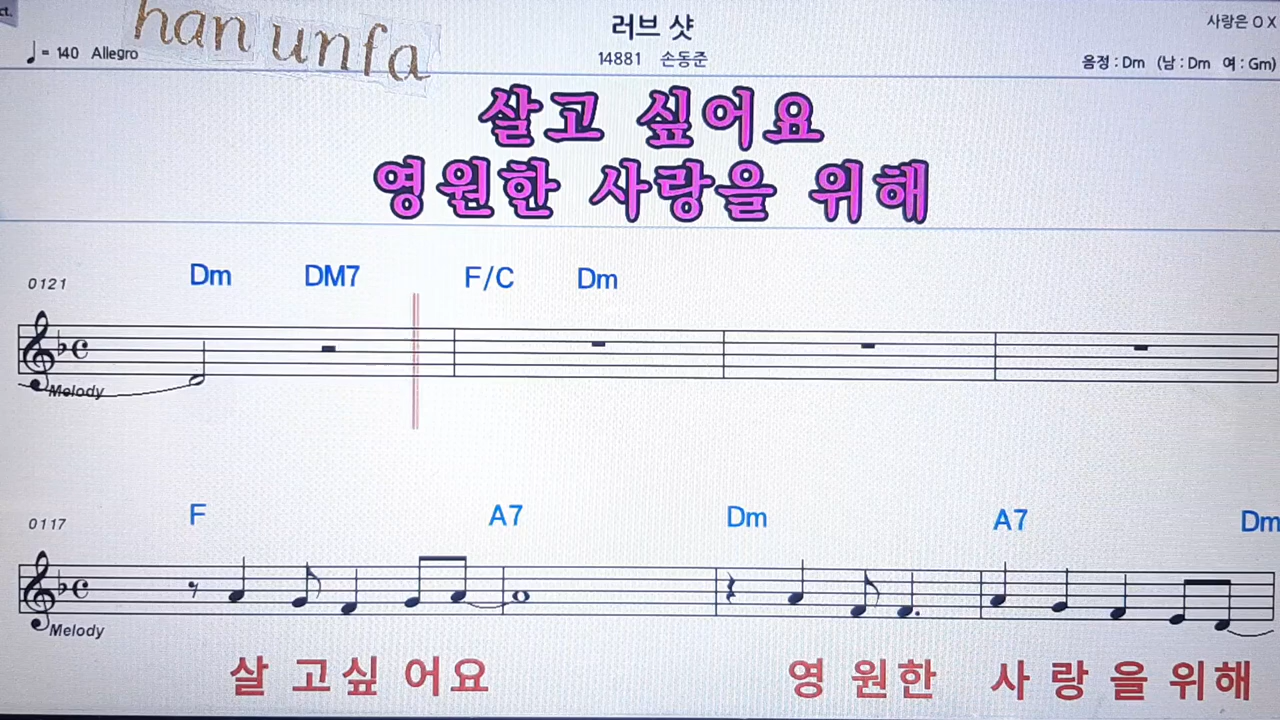 ct.
han unfa
♩= 140 Allegro
러브 샷
14881 손동준
사랑은 O X
음정 : Dm (남 : Dm 여 : Gm)
살고 싶어요
영원한 사랑을 위해
0121
Dm DM7 F/C Dm
Melody
0117
F A7 Dm A7 Dm
Melody
살 고싶 어요 영 원한 사 랑 을 위해